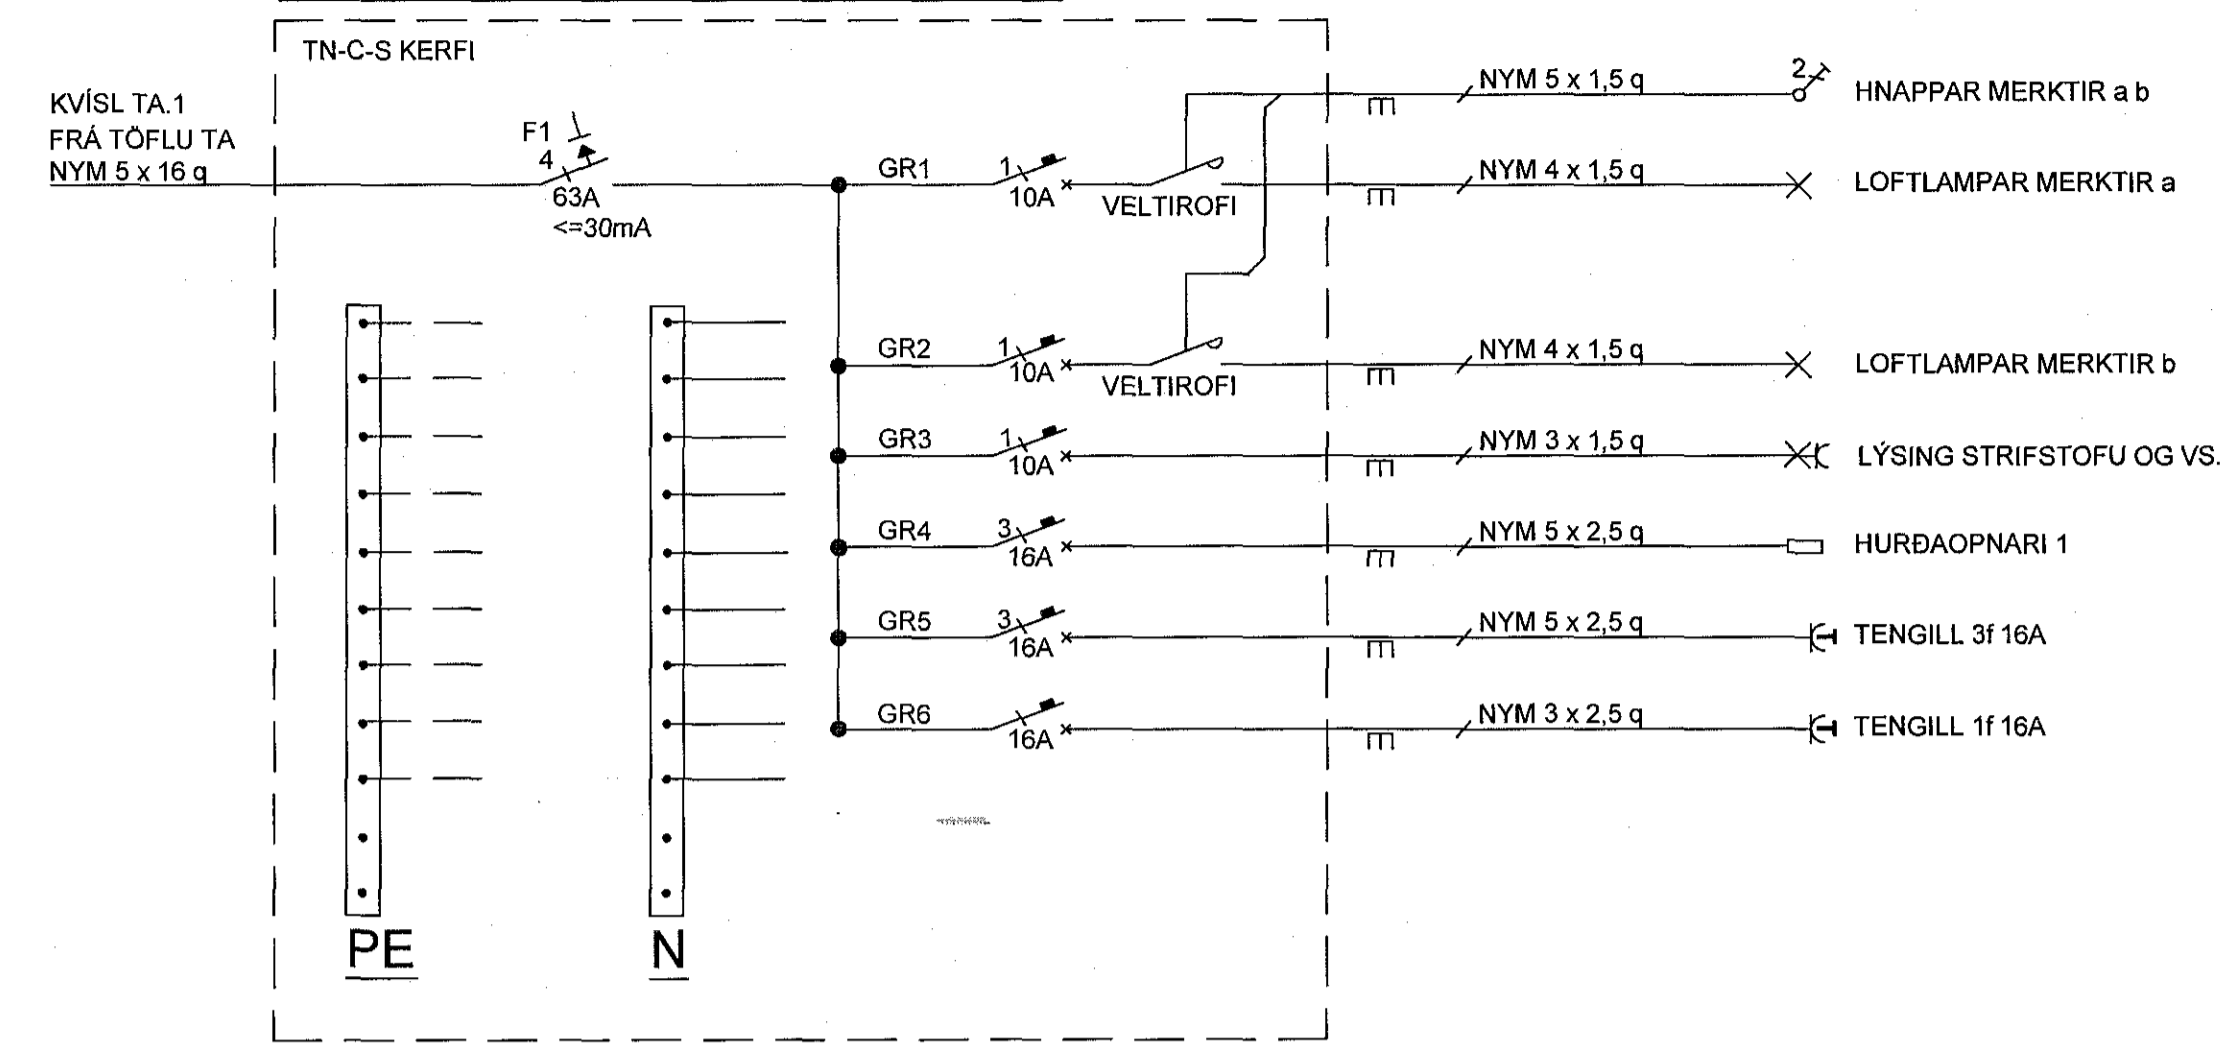 TN-C-S KERFI
KVÍSL TA.1
FRÁ TÖFLU TA
NYM 5 x 16 q
F1
4
63A
<=30mA
NYM 5 x 1,5 q
2
HNAPPAR MERKTIR a b
GR1
1
10A
VELTIROFI
NYM 4 x 1,5 q
LOFTLAMPAR MERKTIR a
GR2
1
10A
VELTIROFI
NYM 4 x 1,5 q
LOFTLAMPAR MERKTIR b
GR3
1
10A
NYM 3 x 1,5 q
LÝSING STRIFSTOFU OG VS.
GR4
3
16A
NYM 5 x 2,5 q
HURÐAOPNARI 1
GR5
3
16A
NYM 5 x 2,5 q
TENGILL 3f 16A
GR6
16A
NYM 3 x 2,5 q
TENGILL 1f 16A
PE
N